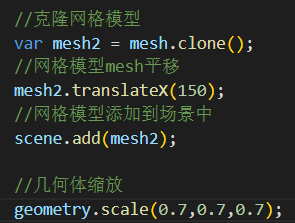 //克隆网格模型
var mesh2 = mesh.clone();
//网格模型mesh平移
mesh2.translateX(150);
//网格模型添加到场景中
scene.add(mesh2);
//几何体缩放
geometry.scale(0.7,0.7,0.7);